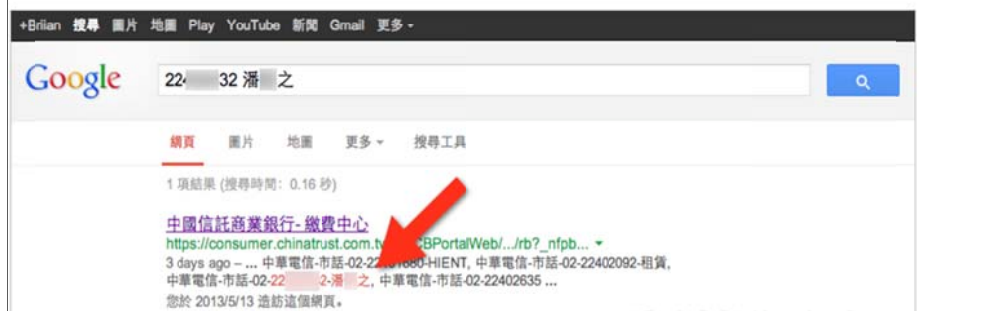 +Briian 搜尋 圖片 地圖 Play YouTube 新聞 Gmail 更多
Google 22 32 潘 之
網頁 圖片 地圖 更多 搜尋工具
1 項結果 (搜尋時間：0.16 秒)
中國信託商業銀行- 繳費中心
https://consumer.chinatrust.com.tw CBPortalWeb/.../rb?_nfpb...
3 days ago – ... 中華電信-市話-02- -HIENT, 中華電信-市話-02-22402092-租賃,
中華電信-市話-02-22 2-潘 之, 中華電信-市話-02-22402635 ...
您於 2013/5/13 造訪這個網頁。